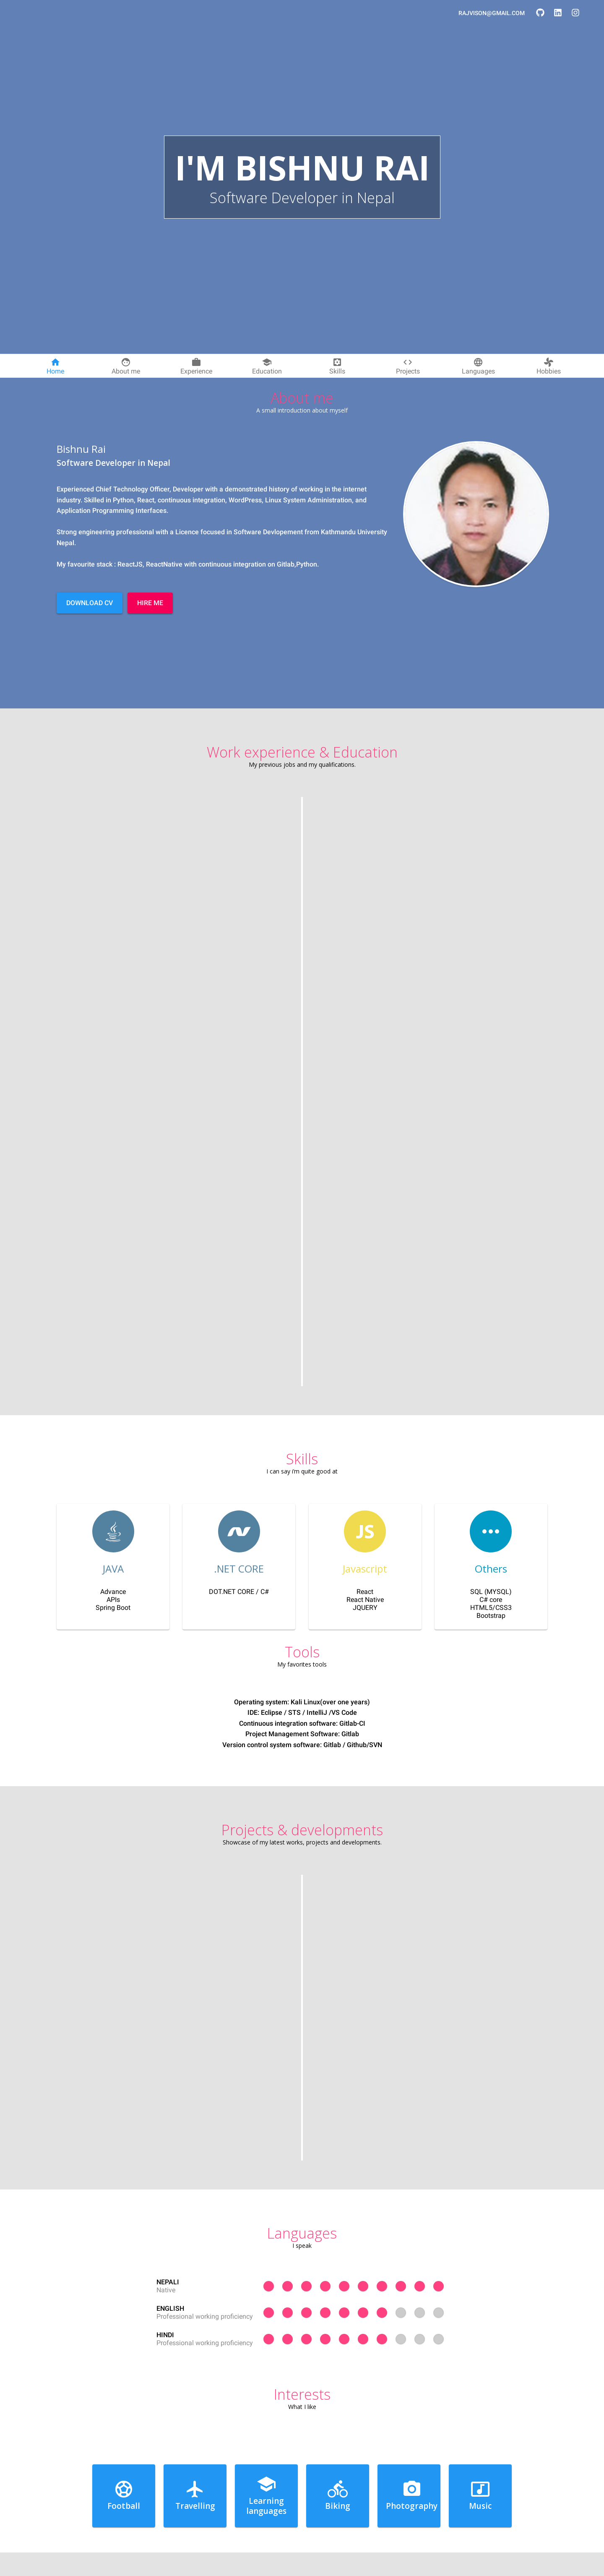 RAJVISON@GMAIL.COM
I'M BISHNU RAI
Software Developer in Nepal
Home
About me
Experience
Education
Skills
Projects
Languages
Hobbies
About me
A small introduction about myself
Bishnu Rai
Software Developer in Nepal
Experienced Chief Technology Officer, Developer with a demonstrated history of working in the internet
industry. Skilled in Python, React, continuous integration, WordPress, Linux System Administration, and
Application Programming Interfaces.
Strong engineering professional with a Licence focused in Software Devlopement from Kathmandu University
Nepal.
My favourite stack : ReactJS, ReactNative with continuous integration on Gitlab,Python.
DOWNLOAD CV
HIRE ME
Work experience & Education
My previous jobs and my qualifications.
Skills
I can say i'm quite good at
JAVA
Advance
APIs
Spring Boot
.NET CORE
DOT.NET CORE / C#
JS
Javascript
React
React Native
JQUERY
Others
SQL (MYSQL)
C# core
HTML5/CSS3
Bootstrap
Tools
My favorites tools
Operating system: Kali Linux(over one years)
IDE: Eclipse / STS / IntelliJ /VS Code
Continuous integration software: Gitlab-CI
Project Management Software: Gitlab
Version control system software: Gitlab / Github/SVN
Projects & developments
Showcase of my latest works, projects and developments.
Languages
I speak
NEPALI
Native
ENGLISH
Professional working proficiency
HINDI
Professional working proficiency
Interests
What I like
Football
Travelling
Learning
languages
Biking
Photography
Music